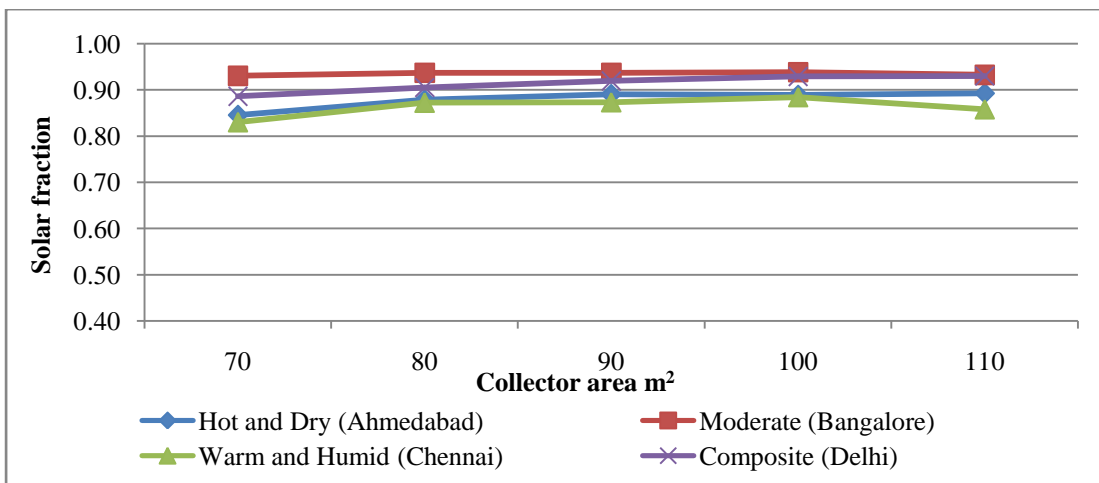 1.00
0.90
0.80
0.70
0.60
0.50
0.40
Solar fraction
70 80 90 100 110
Collector area m²
Hot and Dry (Ahmedabad) Moderate (Bangalore)
Warm and Humid (Chennai) Composite (Delhi)